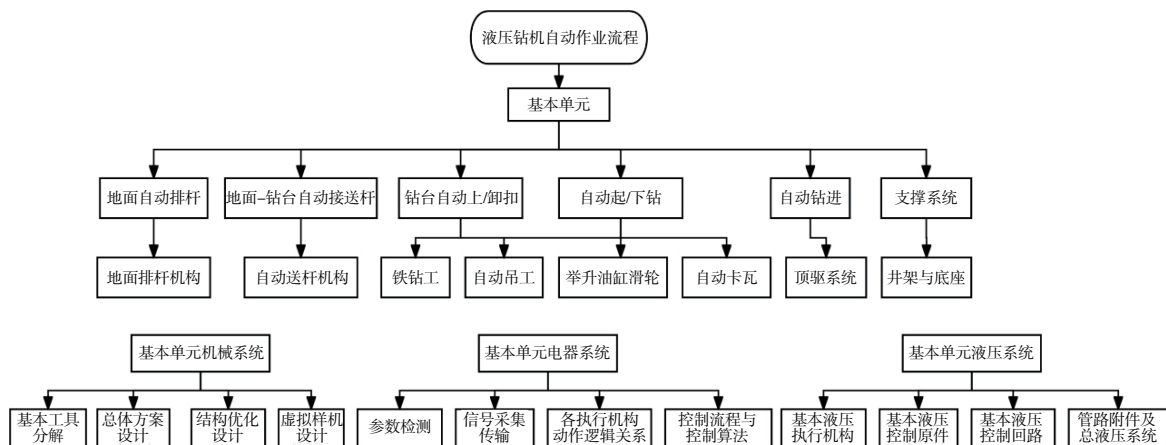 液压钻机自动作业流程
基本单元
地面自动排杆
地面-钻台自动接送杆
钻台自动上/卸扣
自动起/下钻
自动钻进
支撑系统
地面排杆机构
自动送杆机构
铁钻工
自动吊工
举升油缸滑轮
自动卡瓦
顶驱系统
井架与底座
基本单元机械系统
基本单元电器系统
基本单元液压系统
基本工具
分解
总体方案
设计
结构优化
设计
虚拟样机
设计
参数检测
信号采集
传输
各执行机构
动作逻辑关系
控制流程与
控制算法
基本液压
执行机构
基本液压
控制原件
基本液压
控制回路
管路附件及
总液压系统